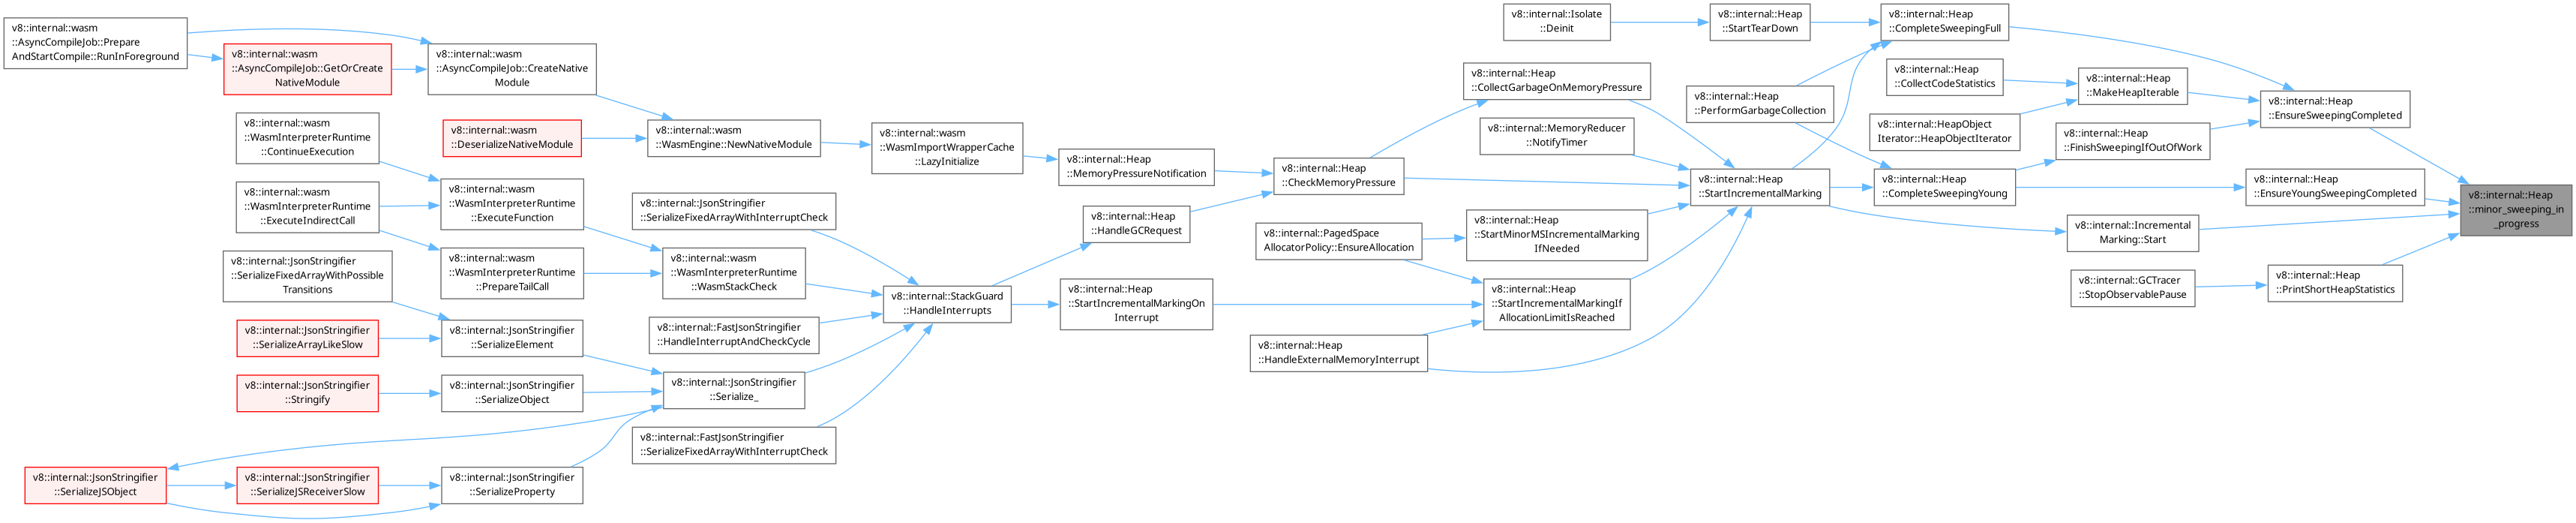 v8::internal::wasm
::AsyncCompileJob::Prepare
AndStartCompile::RunInForeground
v8::internal::wasm
::AsyncCompileJob::GetOrCreate
NativeModule
v8::internal::wasm
::AsyncCompileJob::CreateNative
Module
v8::internal::wasm
::WasmInterpreterRuntime
::ContinueExecution
v8::internal::wasm
::DeserializeNativeModule
v8::internal::wasm
::WasmEngine::NewNativeModule
v8::internal::wasm
::WasmImportWrapperCache
::LazyInitialize
v8::internal::Heap
::MemoryPressureNotification
v8::internal::wasm
::WasmInterpreterRuntime
::ExecuteIndirectCall
v8::internal::wasm
::WasmInterpreterRuntime
::ExecuteFunction
v8::internal::JsonStringifier
::SerializeFixedArrayWithInterruptCheck
v8::internal::Heap
::HandleGCRequest
v8::internal::JsonStringifier
::SerializeFixedArrayWithPossible
Transitions
v8::internal::wasm
::WasmInterpreterRuntime
::PrepareTailCall
v8::internal::wasm
::WasmInterpreterRuntime
::WasmStackCheck
v8::internal::StackGuard
::HandleInterrupts
v8::internal::Heap
::StartIncrementalMarkingOn
Interrupt
v8::internal::JsonStringifier
::SerializeArrayLikeSlow
v8::internal::JsonStringifier
::SerializeElement
v8::internal::FastJsonStringifier
::HandleInterruptAndCheckCycle
v8::internal::JsonStringifier
::Stringify
v8::internal::JsonStringifier
::SerializeObject
v8::internal::JsonStringifier
::Serialize_
v8::internal::FastJsonStringifier
::SerializeFixedArrayWithInterruptCheck
v8::internal::JsonStringifier
::SerializeJSObject
v8::internal::JsonStringifier
::SerializeJSReceiverSlow
v8::internal::JsonStringifier
::SerializeProperty
v8::internal::Isolate
::Deinit
v8::internal::Heap
::StartTearDown
v8::internal::Heap
::CompleteSweepingFull
v8::internal::Heap
::CollectGarbageOnMemoryPressure
v8::internal::Heap
::PerformGarbageCollection
v8::internal::Heap
::CollectCodeStatistics
v8::internal::Heap
::MakeHeapIterable
v8::internal::Heap
::EnsureSweepingCompleted
v8::internal::MemoryReducer
::NotifyTimer
v8::internal::HeapObject
Iterator::HeapObjectIterator
v8::internal::Heap
::FinishSweepingIfOutOfWork
v8::internal::Heap
::CheckMemoryPressure
v8::internal::Heap
::StartIncrementalMarking
v8::internal::Heap
::CompleteSweepingYoung
v8::internal::Heap
::EnsureYoungSweepingCompleted
v8::internal::Heap
::minor_sweeping_in
_progress
v8::internal::PagedSpace
AllocatorPolicy::EnsureAllocation
v8::internal::Heap
::StartMinorMSIncrementalMarking
IfNeeded
v8::internal::Incremental
Marking::Start
v8::internal::Heap
::StartIncrementalMarkingIf
AllocationLimitIsReached
v8::internal::GCTracer
::StopObservablePause
v8::internal::Heap
::PrintShortHeapStatistics
v8::internal::Heap
::HandleExternalMemoryInterrupt